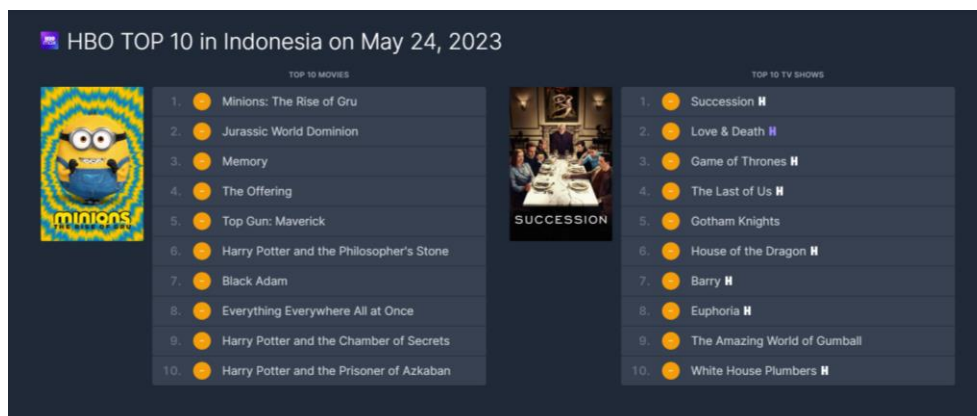 HBO TOP 10 in Indonesia on May 24, 2023
TOP 10 MOVIES
1. Minions: The Rise of Gru
2. Jurassic World Dominion
3. Memory
4. The Offering
5. Top Gun: Maverick
6. Harry Potter and the Philosopher's Stone
7. Black Adam
8. Everything Everywhere All at Once
9. Harry Potter and the Chamber of Secrets
10. Harry Potter and the Prisoner of Azkaban
minions
THE RISE OF GRU
TOP 10 TV SHOWS
1. Succession H
2. Love & Death H
3. Game of Thrones H
4. The Last of Us H
5. Gotham Knights
6. House of the Dragon H
7. Barry H
8. Euphoria H
9. The Amazing World of Gumball
10. White House Plumbers H
SUCCESSION